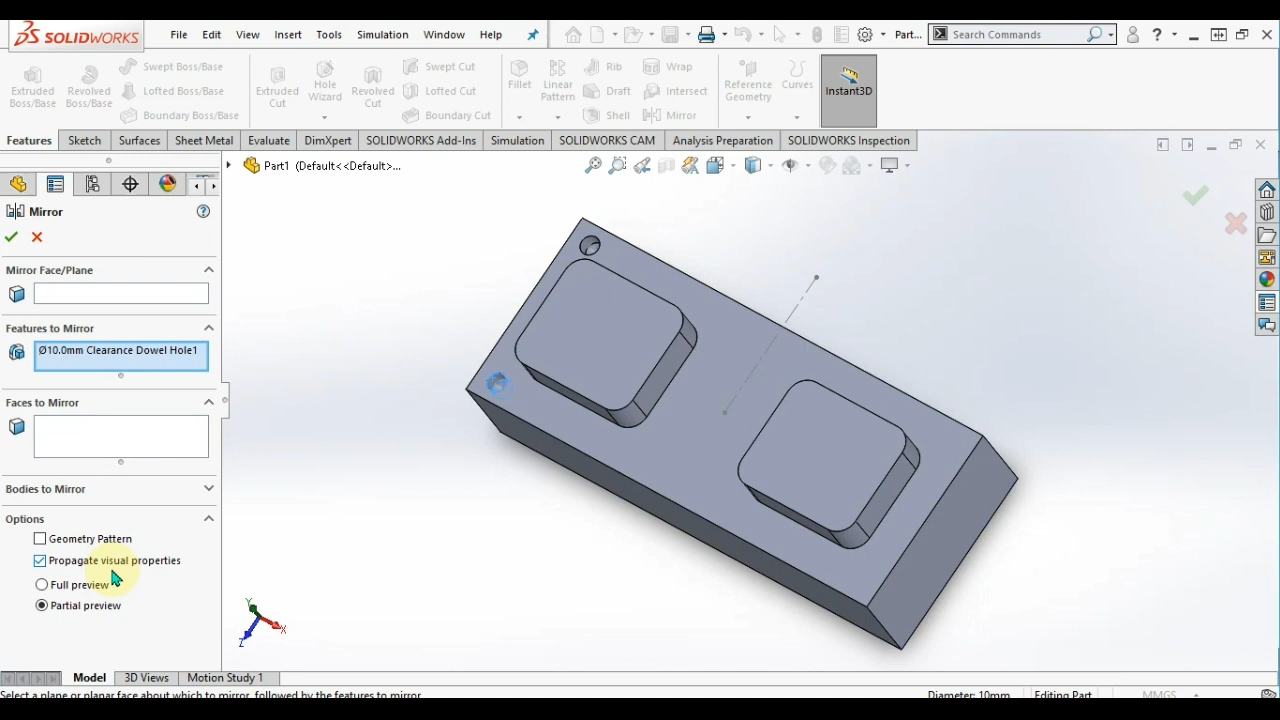 SOLIDWORKS File Edit View Insert Tools Simulation Window Help Part... Search Commands
Extruded Boss/Base Revolved Boss/Base Swept Boss/Base Lofted Boss/Base Boundary Boss/Base Extruded Cut Hole Wizard Revolved Cut Swept Cut Lofted Cut Boundary Cut Fillet Linear Pattern Rib Draft Shell Wrap Intersect Mirror Reference Geometry Curves Instant3D
Features Sketch Surfaces Sheet Metal Evaluate DimXpert SOLIDWORKS Add-Ins Simulation SOLIDWORKS CAM Analysis Preparation SOLIDWORKS Inspection
Part1 (Default<<Default>...
Mirror
Mirror Face/Plane
Features to Mirror
Ø10.0mm Clearance Dowel Hole1
Faces to Mirror
Bodies to Mirror
Options
Geometry Pattern
Propagate visual properties
Full preview
Partial preview
Y
X
Z
Model 3D Views Motion Study 1
Select a plane or planar face about which to mirror, followed by the features to mirror Diameter: 10mm Editing Part MMGS